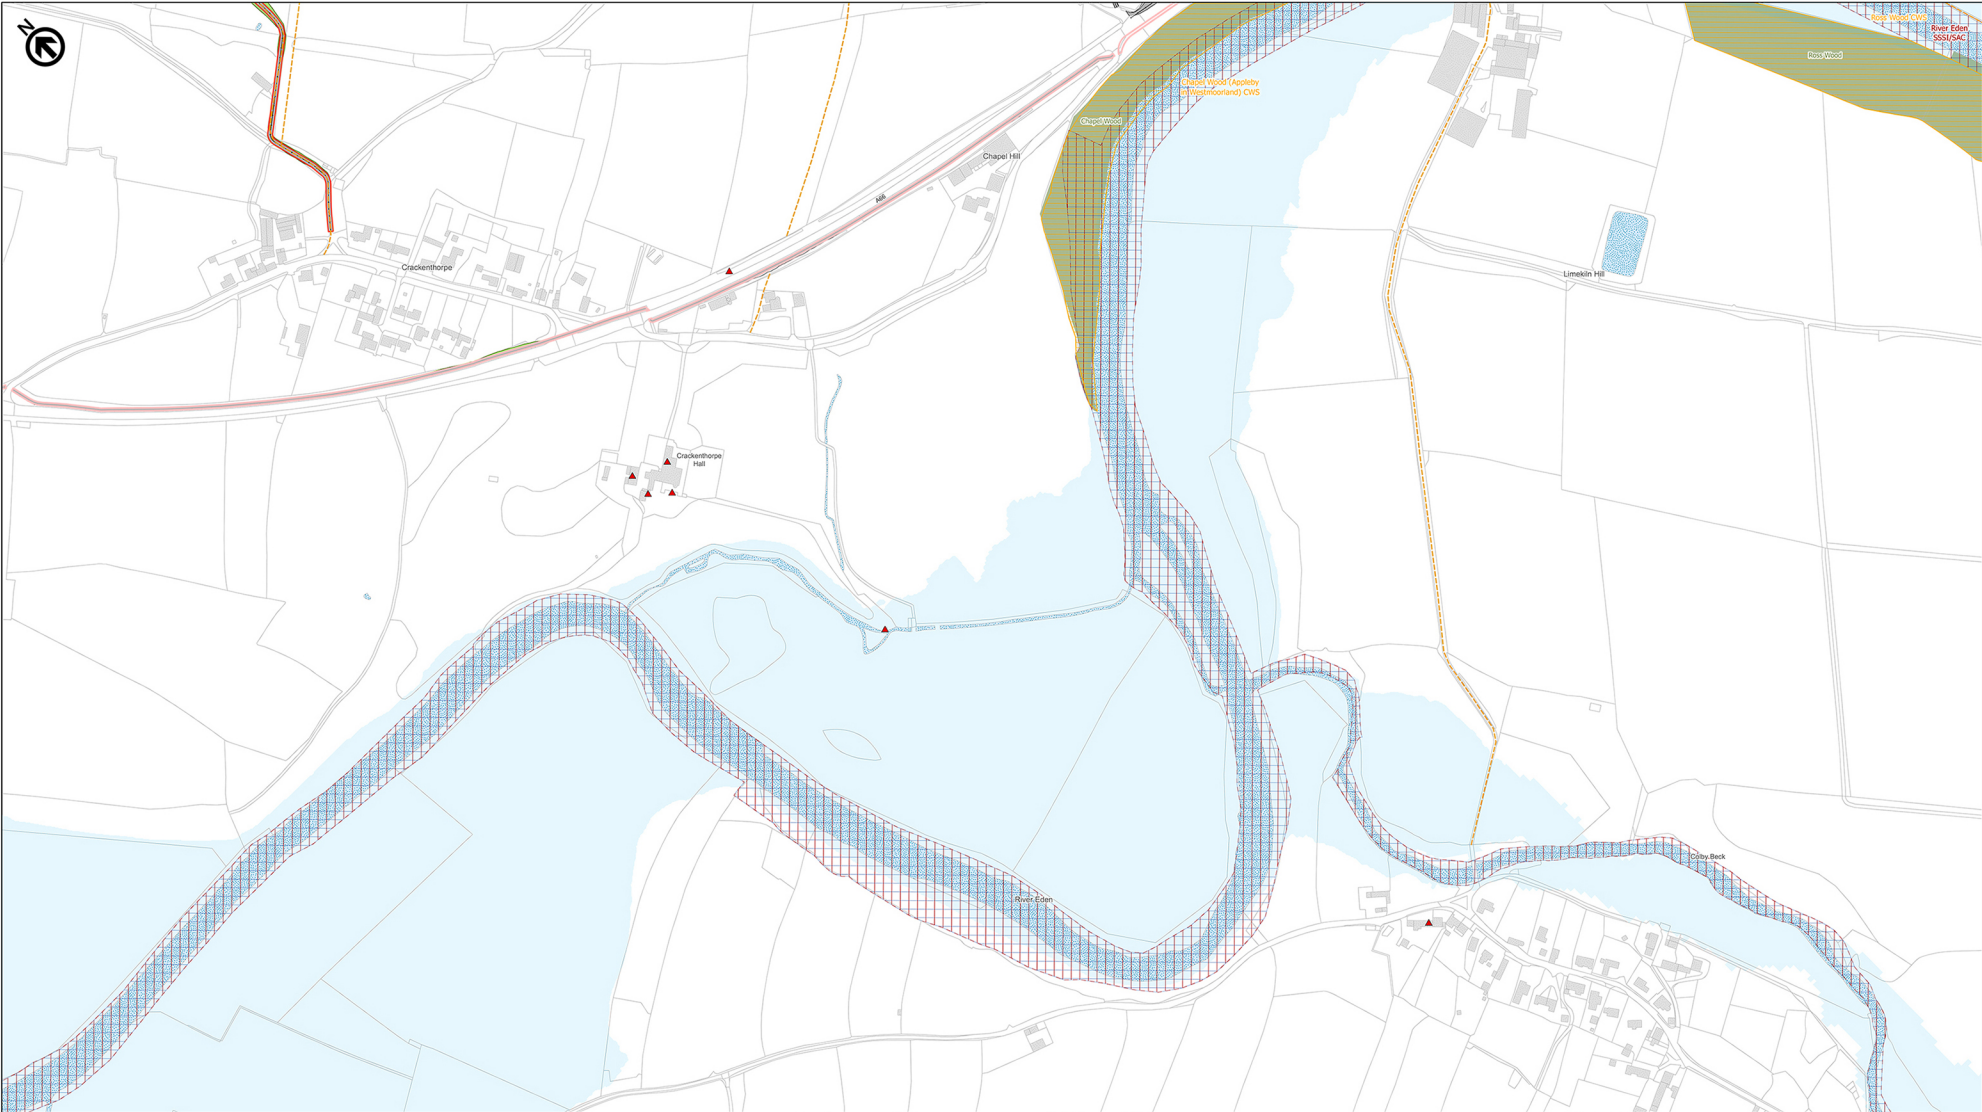 N
Ross Wood CWS
River Eden
SSSI/SAC
Ross Wood
Chapel Wood (Appleby
in Westmoorland) CWS
Chapel Wood
Chapel Hill
A66
Crackenthorpe
Limekiln Hill
Crackenthorpe
Hall
Colby Beck
River Eden